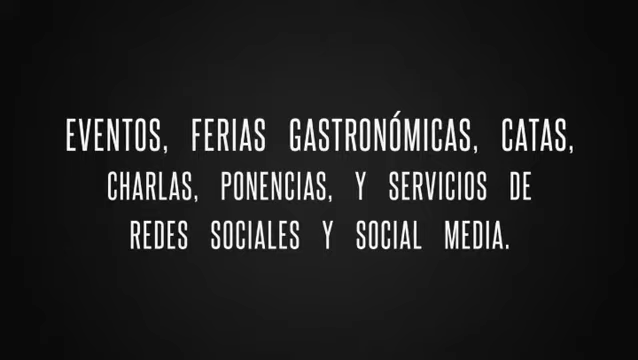 EVENTOS, FERIAS GASTRONÓMICAS, CATAS,
CHARLAS, PONENCIAS, Y SERVICIOS DE
REDES SOCIALES Y SOCIAL MEDIA.